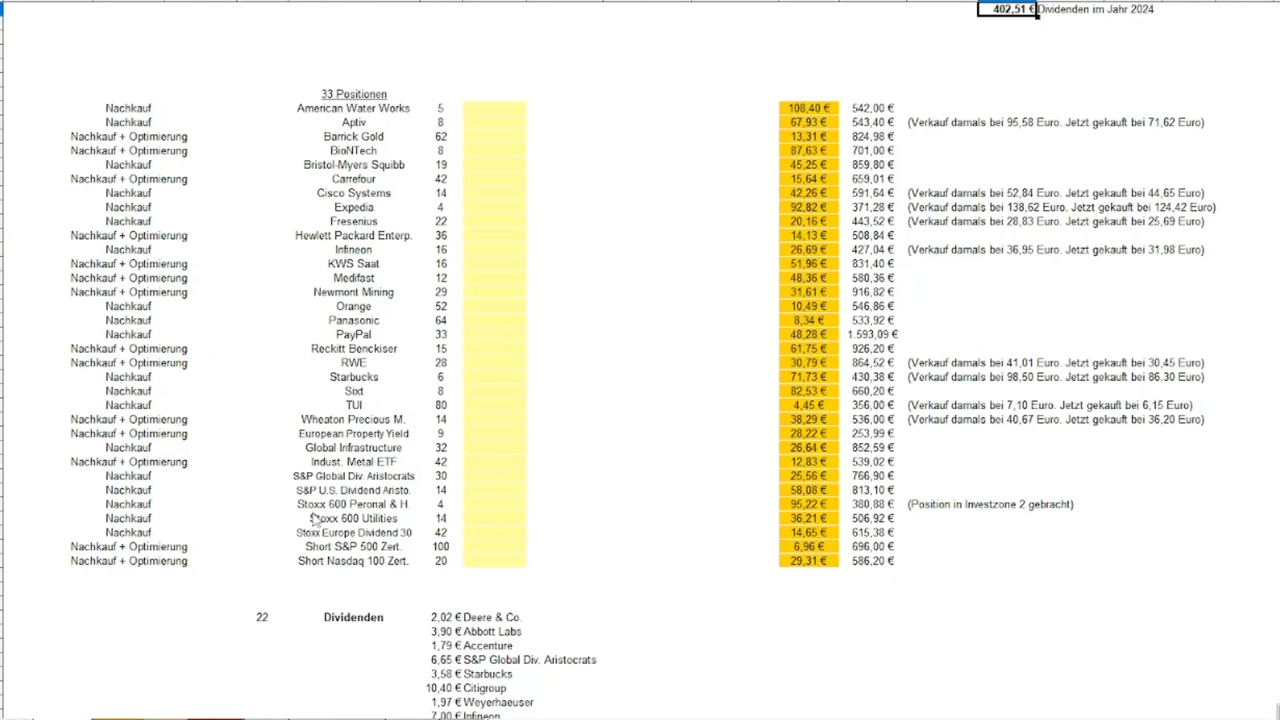 402,51 € Dividenden im Jahr 2024
33 Positionen
Nachkauf American Water Works 5 108,40 € 542,00 €
Nachkauf Aptiv 8 67,93 € 543,40 € (Verkauf damals bei 95,58 Euro. Jetzt gekauft bei 71,62 Euro)
Nachkauf + Optimierung Barrick Gold 62 13,31 € 824,98 €
Nachkauf + Optimierung BioNTech 8 87,63 € 701,00 €
Nachkauf Bristol-Myers Squibb 19 45,25 € 859,80 €
Nachkauf + Optimierung Carrefour 42 15,64 € 659,01 €
Nachkauf Cisco Systems 14 42,26 € 591,64 € (Verkauf damals bei 52,84 Euro. Jetzt gekauft bei 44,65 Euro)
Nachkauf Expedia 4 92,82 € 371,28 € (Verkauf damals bei 138,62 Euro. Jetzt gekauft bei 124,42 Euro)
Nachkauf Fresenius 22 20,16 € 443,52 € (Verkauf damals bei 28,83 Euro. Jetzt gekauft bei 25,69 Euro)
Nachkauf + Optimierung Hewlett Packard Enterp. 36 14,13 € 508,84 €
Nachkauf Infineon 16 26,69 € 427,04 € (Verkauf damals bei 36,95 Euro. Jetzt gekauft bei 31,98 Euro)
Nachkauf + Optimierung KWS Saat 16 51,96 € 831,40 €
Nachkauf + Optimierung Medifast 12 48,36 € 580,36 €
Nachkauf + Optimierung Newmont Mining 29 31,61 € 916,82 €
Nachkauf Orange 52 10,49 € 546,86 €
Nachkauf Panasonic 64 8,34 € 533,92 €
Nachkauf PayPal 33 48,28 € 1.593,09 €
Nachkauf + Optimierung Reckitt Benckiser 15 61,75 € 926,20 €
Nachkauf + Optimierung RWE 28 30,79 € 864,52 € (Verkauf damals bei 41,01 Euro. Jetzt gekauft bei 30,45 Euro)
Nachkauf Starbucks 6 71,73 € 430,38 € (Verkauf damals bei 98,50 Euro. Jetzt gekauft bei 86,30 Euro)
Nachkauf Sixt 8 82,53 € 660,20 €
Nachkauf TUI 80 4,45 € 356,00 € (Verkauf damals bei 7,10 Euro. Jetzt gekauft bei 6,15 Euro)
Nachkauf + Optimierung Wheaton Precious M. 14 38,29 € 536,00 € (Verkauf damals bei 40,67 Euro. Jetzt gekauft bei 36,20 Euro)
Nachkauf + Optimierung European Property Yield 9 28,22 € 253,99 €
Nachkauf Global Infrastructure 32 26,64 € 852,59 €
Nachkauf + Optimierung Indust. Metal ETF 42 12,83 € 539,02 €
Nachkauf S&P Global Div. Aristocrats 30 25,56 € 766,90 €
Nachkauf S&P U.S. Dividend Aristo. 14 58,08 € 813,10 €
Nachkauf Stoxx 600 Peronal & H. 4 95,22 € 380,88 € (Position in Investzone 2 gebracht)
Nachkauf Stoxx 600 Utilities 14 36,21 € 506,92 €
Nachkauf Stoxx Europe Dividend 30 42 14,65 € 615,38 €
Nachkauf + Optimierung Short S&P 500 Zert. 100 6,96 € 696,00 €
Nachkauf + Optimierung Short Nasdaq 100 Zert. 20 29,31 € 586,20 €
22 Dividenden 2,02 € Deere & Co.
3,90 € Abbott Labs
1,79 € Accenture
6,65 € S&P Global Div. Aristocrats
3,58 € Starbucks
10,40 € Citigroup
1,97 € Weyerhaeuser
7,00 € Infineon